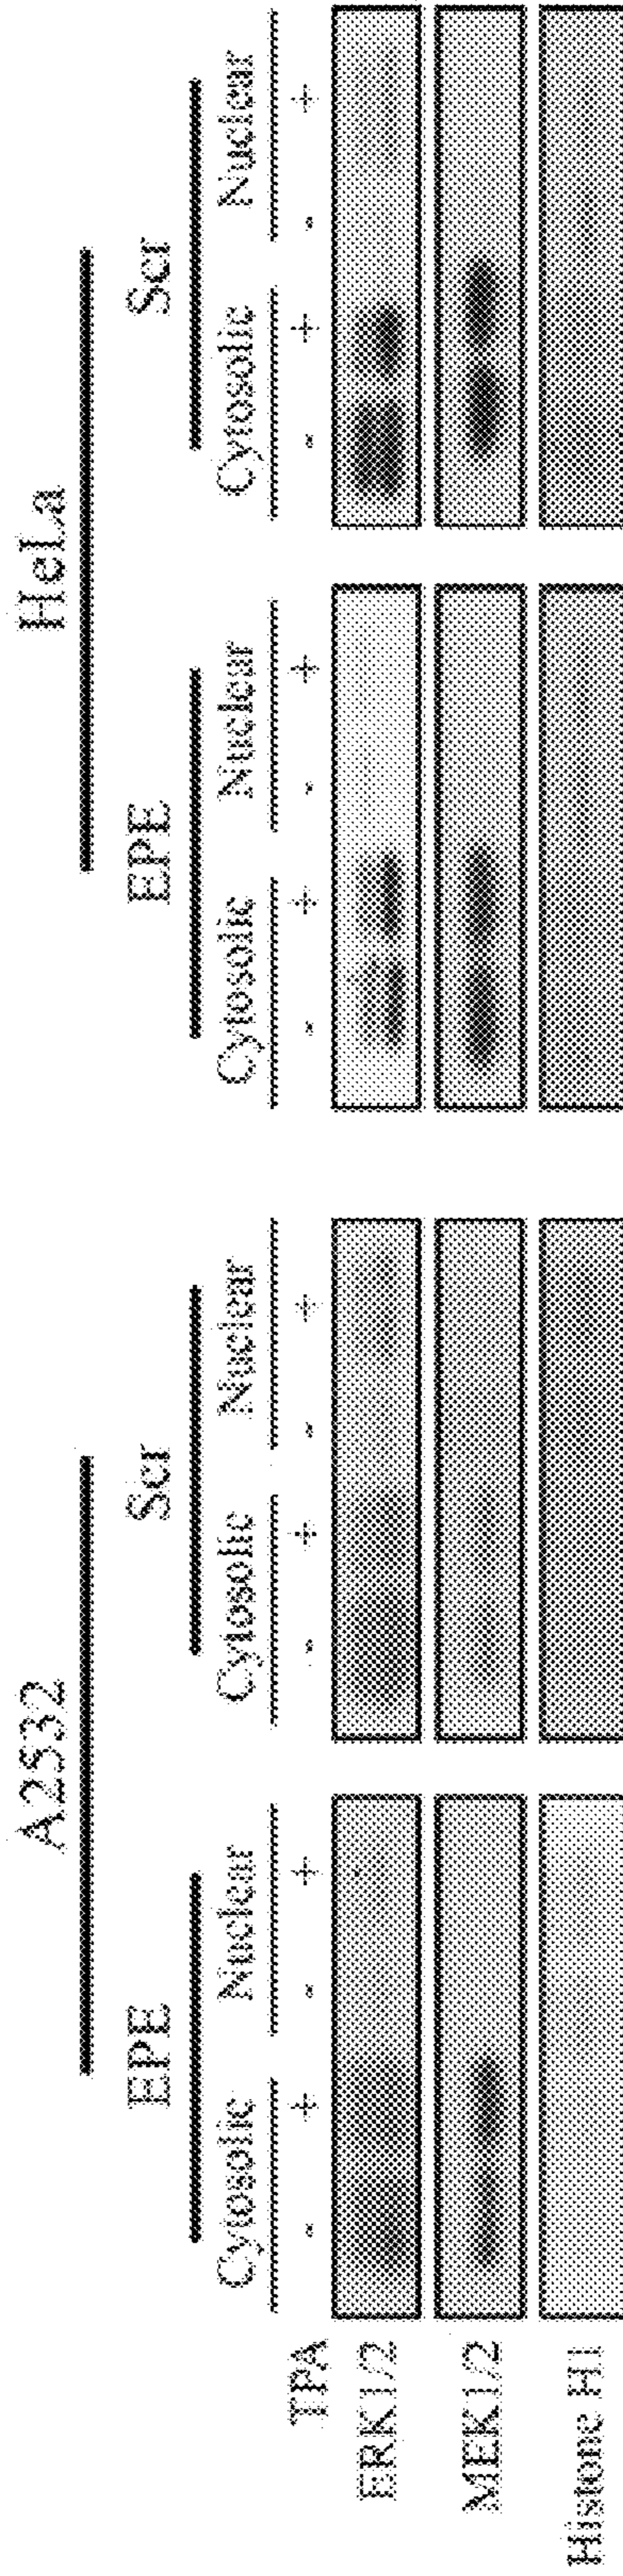 A2532 HeLa
EPE Scr EPE Scr
Cytosolic Nuclear Cytosolic Nuclear Cytosolic Nuclear Cytosolic Nuclear
TPA - + - + - + - + - + - + - + - +
ERK1/2
MEK1/2
Histone H1